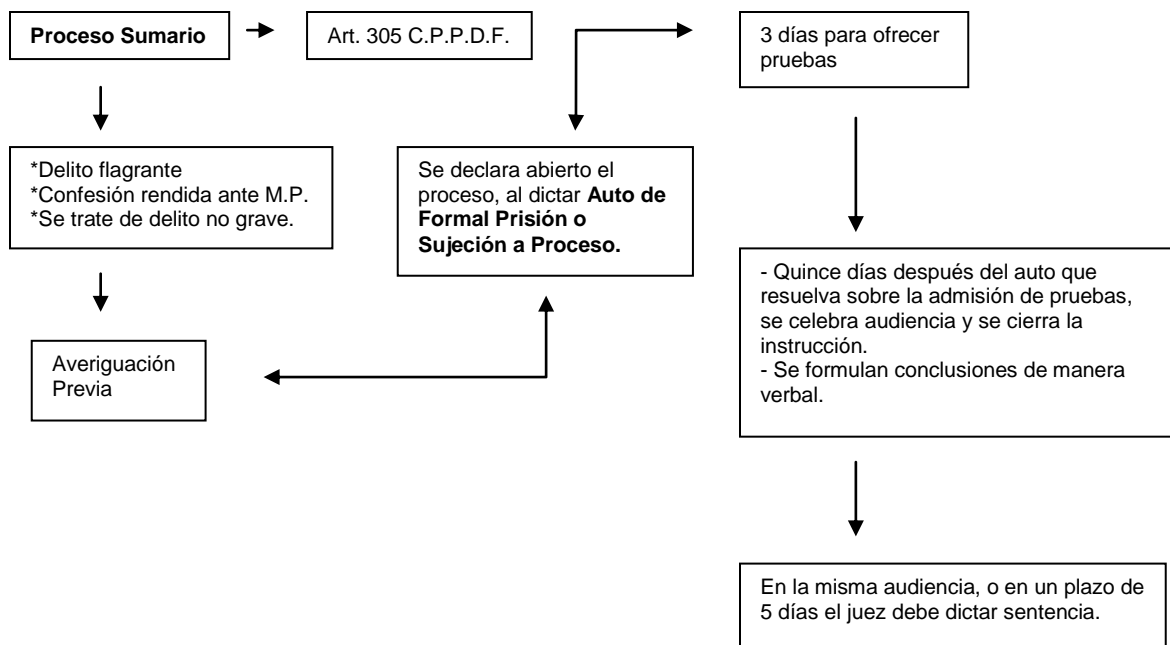 Proceso Sumario
Art. 305 C.P.P.D.F.
*Delito flagrante
*Confesión rendida ante M.P.
*Se trate de delito no grave.
Averiguación
Previa
Se declara abierto el
proceso, al dictar Auto de
Formal Prisión o
Sujeción a Proceso.
3 días para ofrecer
pruebas
- Quince días después del auto que
resuelva sobre la admisión de pruebas,
se celebra audiencia y se cierra la
instrucción.
- Se formulan conclusiones de manera
verbal.
En la misma audiencia, o en un plazo de
5 días el juez debe dictar sentencia.